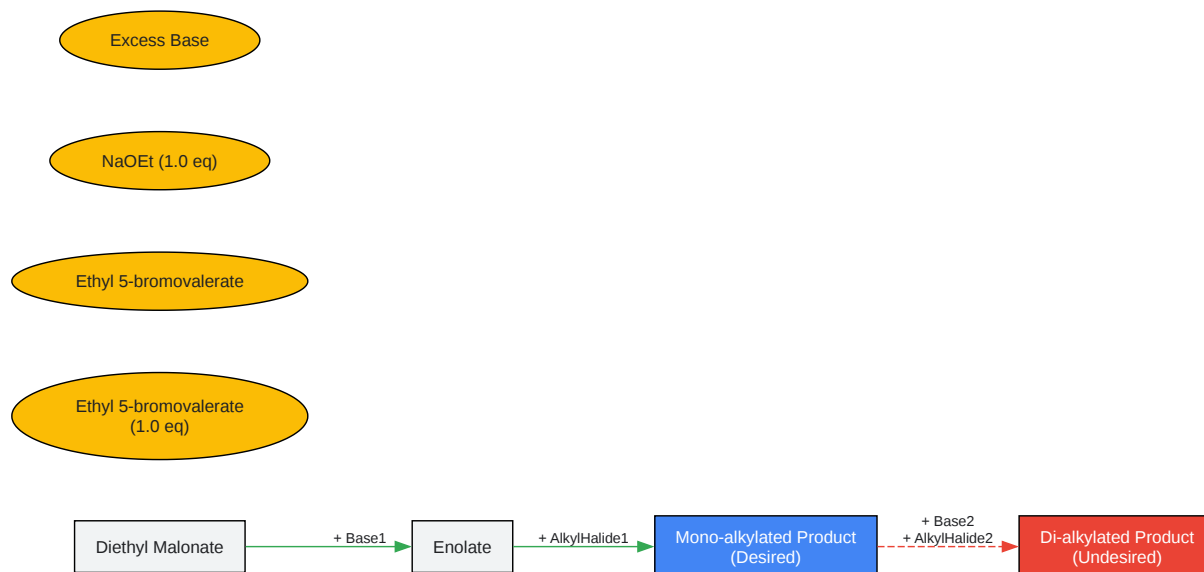 Excess Base
NaOEt (1.0 eq)
Ethyl 5-bromovalerate
Ethyl 5-bromovalerate
(1.0 eq)
Diethyl Malonate
+ Base1
Enolate
+ AlkylHalide1
Mono-alkylated Product
(Desired)
+ Base2
+ AlkylHalide2
Di-alkylated Product
(Undesired)